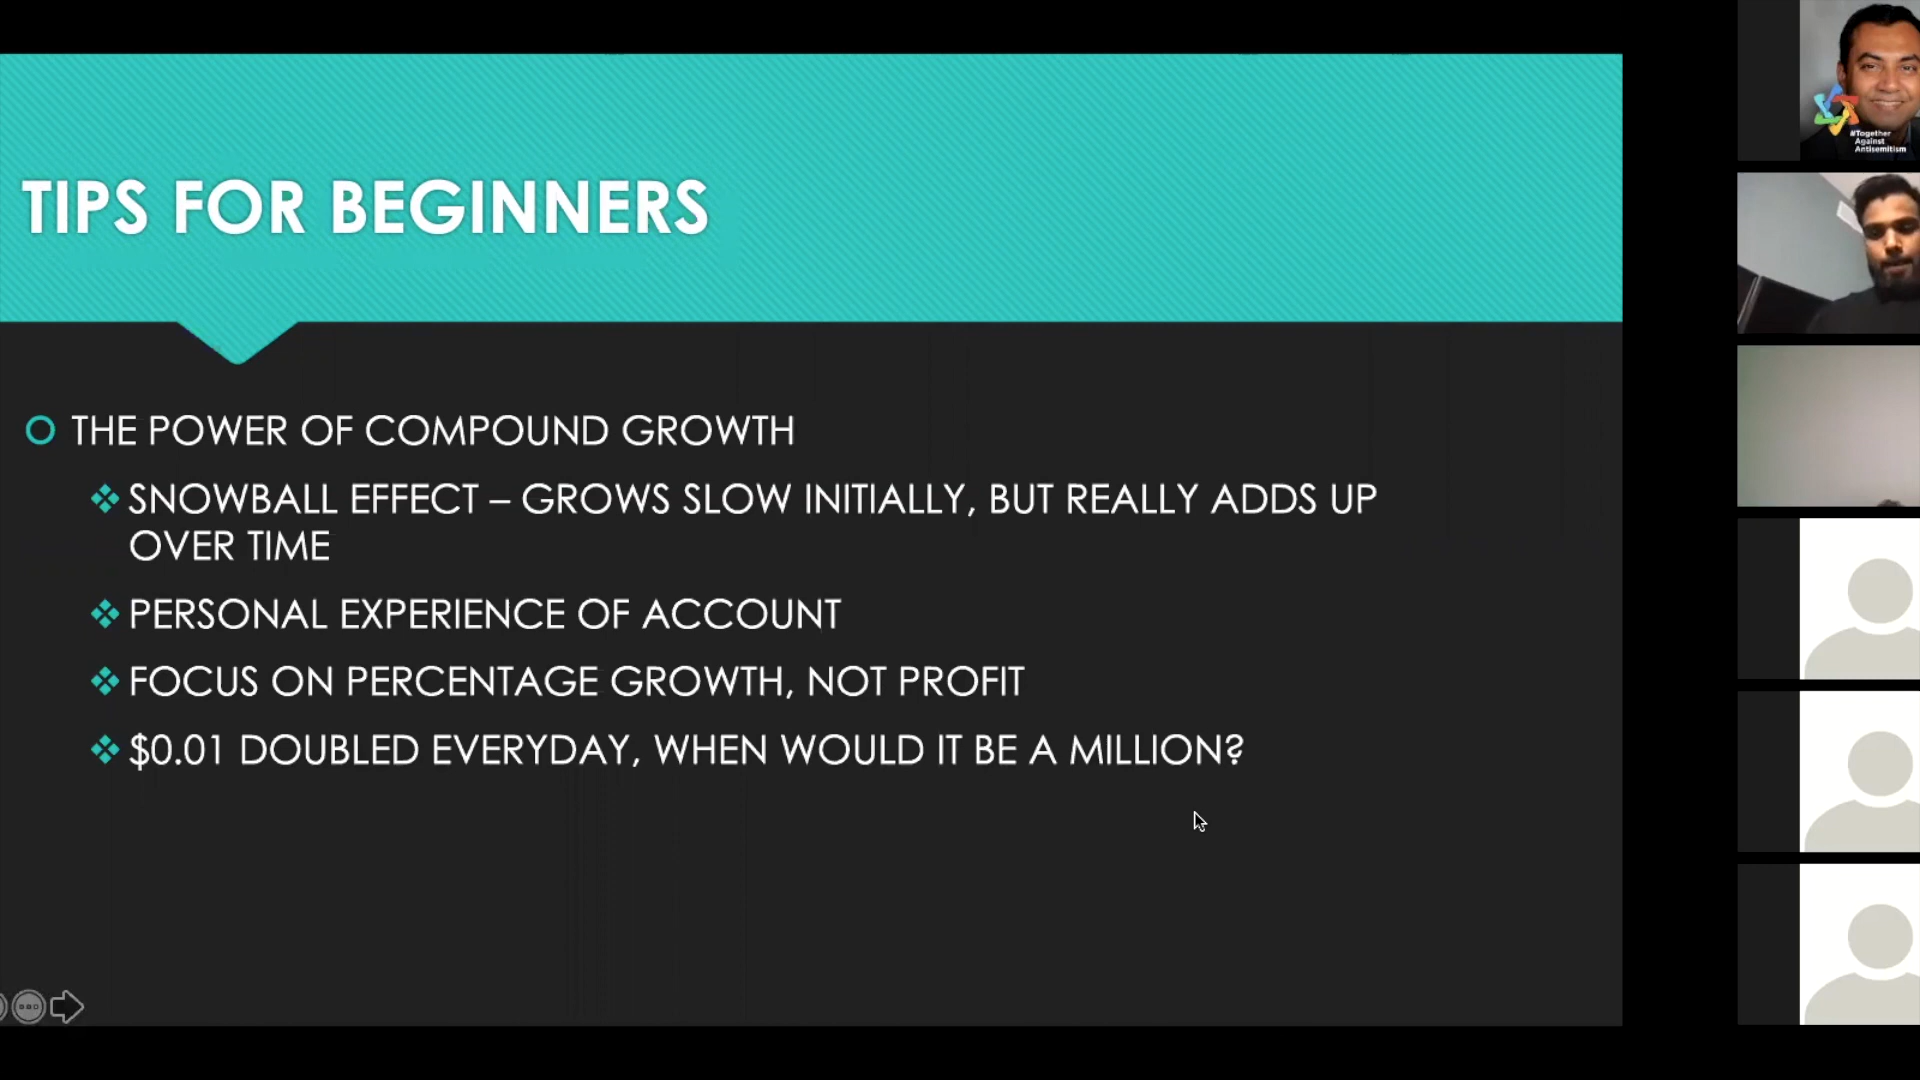 TIPS FOR BEGINNERS
THE POWER OF COMPOUND GROWTH
SNOWBALL EFFECT – GROWS SLOW INITIALLY, BUT REALLY ADDS UP
OVER TIME
PERSONAL EXPERIENCE OF ACCOUNT
FOCUS ON PERCENTAGE GROWTH, NOT PROFIT
$0.01 DOUBLED EVERYDAY, WHEN WOULD IT BE A MILLION?
#Together
Against
Antisemitism